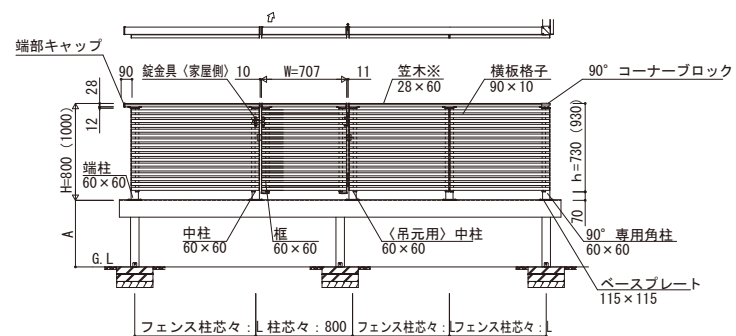 端部キャップ
90
錠金具〈家屋側〉
10
W=707
11
笠木※
28×60
横板格子
90×10
90° コーナーブロック
28
12
H=800 (1000)
h=730 (930)
端柱
60×60
70
A
中柱
60×60
框
60×60
〈吊元用〉中柱
60×60
90° 専用角柱
60×60
G.L
ベースプレート
115×115
フェンス柱芯々：L
柱芯々：800
フェンス柱芯々：L
フェンス柱芯々：L